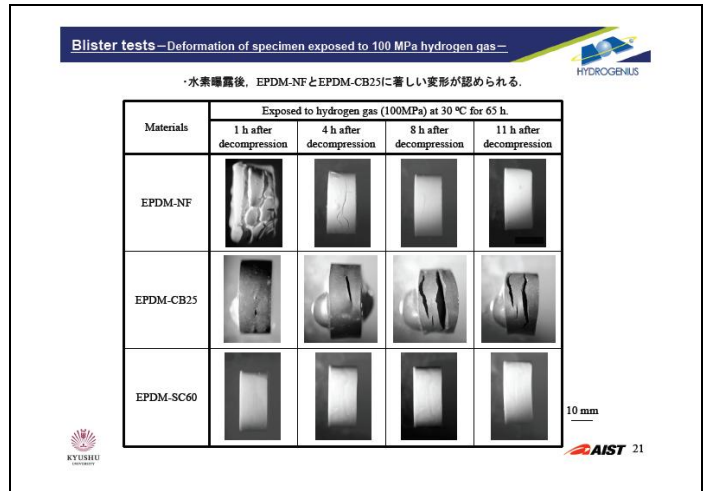 Blister tests－Deformation of specimen exposed to 100 MPa hydrogen gas－
HYDROGENIUS
・水素曝露後，EPDM-NFとEPDM-CB25に著しい変形が認められる．
Materials
Exposed to hydrogen gas (100MPa) at 30 ℃ for 65 h.
1 h after
decompression
4 h after
decompression
8 h after
decompression
11 h after
decompression
EPDM-NF
EPDM-CB25
EPDM-SC60
10 mm
KYUSHU
UNIVERSITY
AIST 21